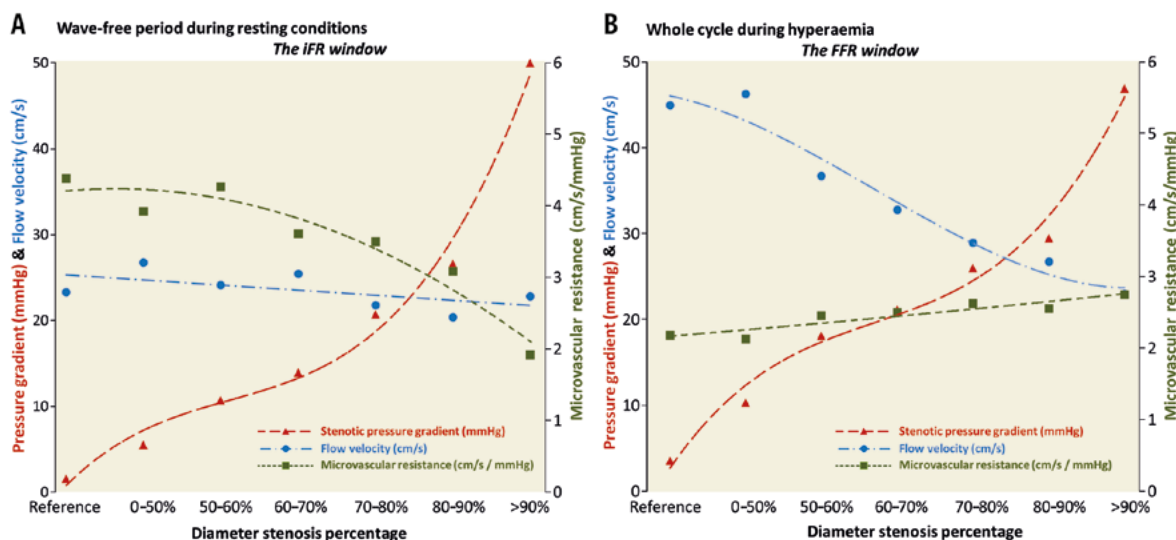 A Wave-free period during resting conditions
The iFR window
Pressure gradient (mmHg) & Flow velocity (cm/s)
50
40
30
20
10
0
6
5
4
3
2
1
0
Microvascular resistance (cm/s/mmHg)
Stenotic pressure gradient (mmHg)
Flow velocity (cm/s)
Microvascular resistance (cm/s / mmHg)
Reference 0-50% 50-60% 60-70% 70-80% 80-90% >90%
Diameter stenosis percentage
B Whole cycle during hyperaemia
The FFR window
Pressure gradient (mmHg) & Flow velocity (cm/s)
50
40
30
20
10
0
6
5
4
3
2
1
0
Microvascular resistance (cm/s/mmHg)
Stenotic pressure gradient (mmHg)
Flow velocity (cm/s)
Microvascular resistance (cm/s / mmHg)
Reference 0-50% 50-60% 60-70% 70-80% 80-90% >90%
Diameter stenosis percentage